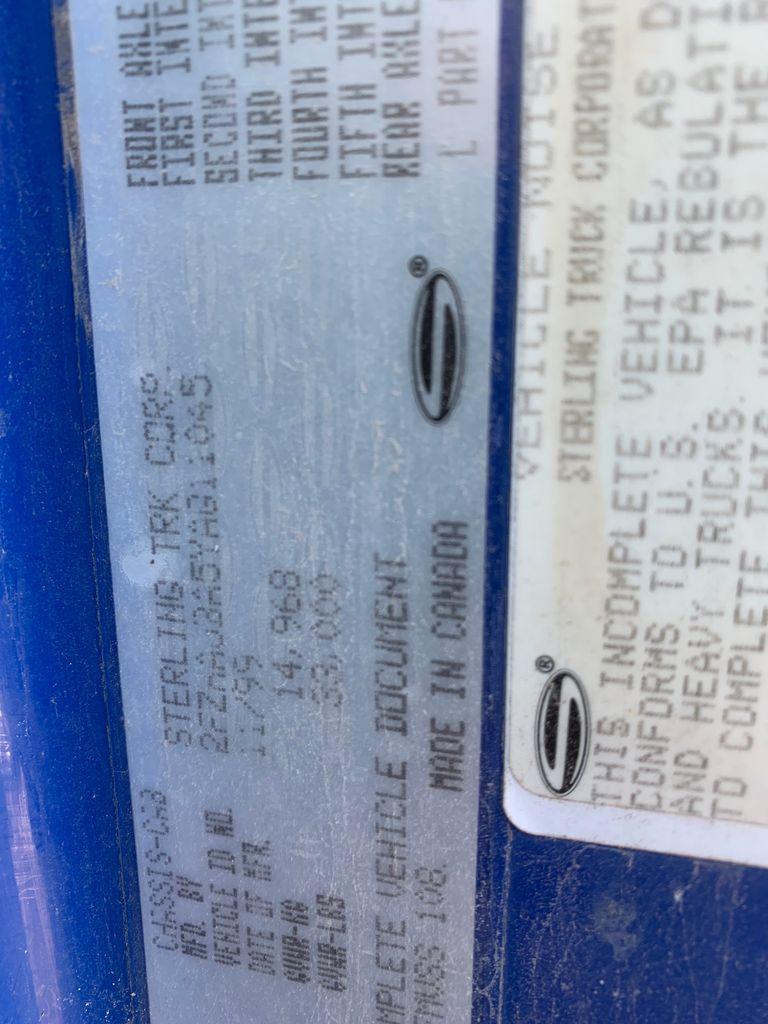 CHASSIS-CAB
MFD. BY STERLING TRK CORP.
VEHICLE ID NO.
DATE OF MFR. 11/99
GVWR-KG 14,968
GVWR-LBS 33,000
MPLETE VEHICLE DOCUMENT
108. MADE IN CANADA
FRONT AXLE
FIRST INTE
SECOND INT
THIRD INTE
FOURTH INT
FIFTH INT
REAR AXLE
L PART
®
VEHICLE NOISE
STERLING TRUCK CORPORAT
THIS INCOMPLETE VEHICLE, AS D
CONFORMS TO U.S. EPA REGULATI
AND HEAVY TRUCKS. IT IS THE
TO COMPLETE THIS
®